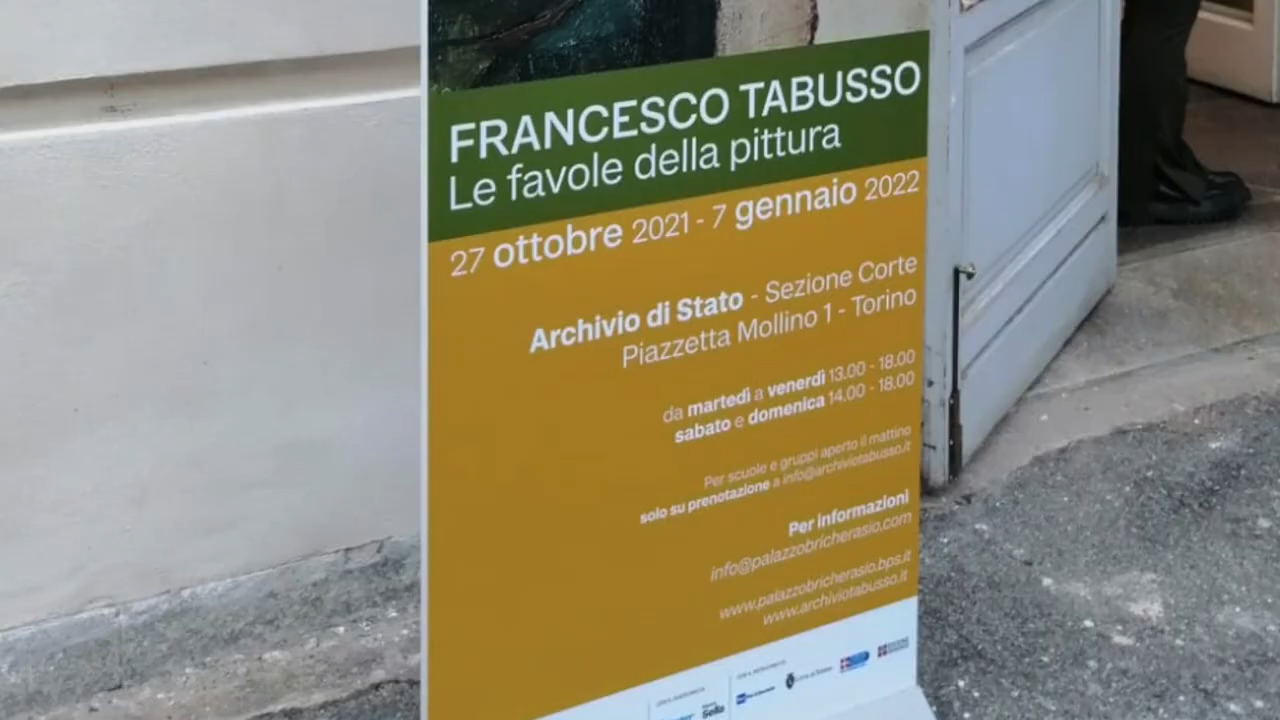 FRANCESCO TABUSSO
Le favole della pittura
27 ottobre 2021 - 7 gennaio 2022
Archivio di Stato - Sezione Corte
Piazzetta Mollino 1 - Torino
da martedì a venerdì 13.00 - 18.00
sabato e domenica 14.00 - 18.00
Per scuole e gruppi aperto il mattino
solo su prenotazione a info@archiviotabusso.it
Per informazioni
info@palazzobricherasio.com
www.palazzobricherasio.bps.it
www.archiviotabusso.it
Sella